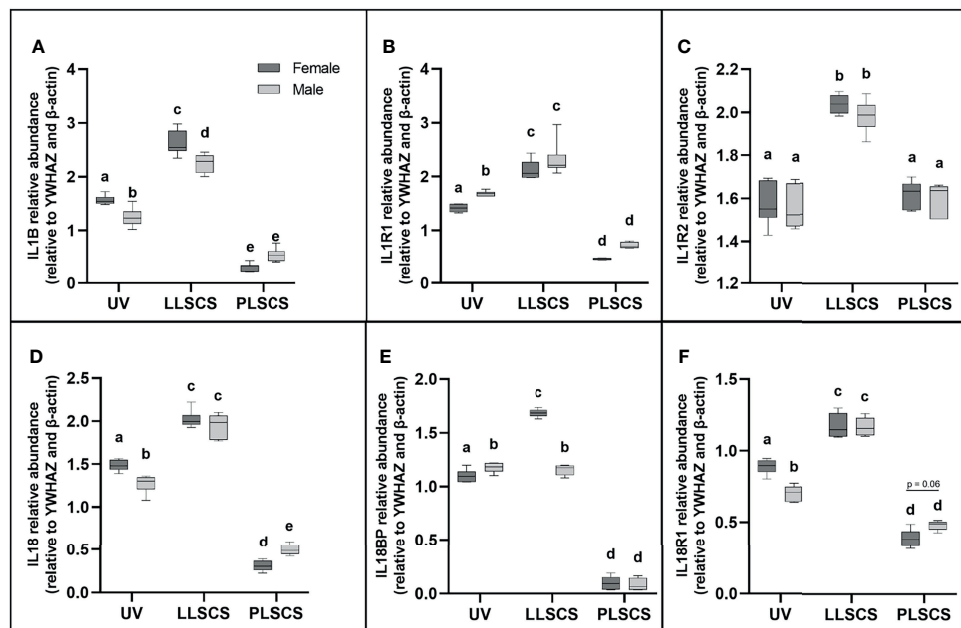 A
IL1B relative abundance
(relative to YWHAZ and β-actin)
4
3
2
1
0
Female
Male
a
b
c
d
e
e
UV
LLSCS
PLSCS
B
IL1R1 relative abundance
(relative to YWHAZ and β-actin)
4
3
2
1
0
a
b
c
c
d
d
UV
LLSCS
PLSCS
C
IL1R2 relative abundance
(relative to YWHAZ and β-actin)
2.2
2.0
1.8
1.6
1.4
1.2
a
a
b
b
a
a
UV
LLSCS
PLSCS
D
IL18 relative abundance
(relative to YWHAZ and β-actin)
2.5
2.0
1.5
1.0
0.5
0.0
a
b
c
c
d
e
UV
LLSCS
PLSCS
E
IL18BP relative abundance
(relative to YWHAZ and β-actin)
2.0
1.5
1.0
0.5
0.0
a
b
c
b
d
d
UV
LLSCS
PLSCS
F
IL18R1 relative abundance
(relative to YWHAZ and β-actin)
1.5
1.0
0.5
0.0
a
b
c
c
p = 0.06
d
d
UV
LLSCS
PLSCS